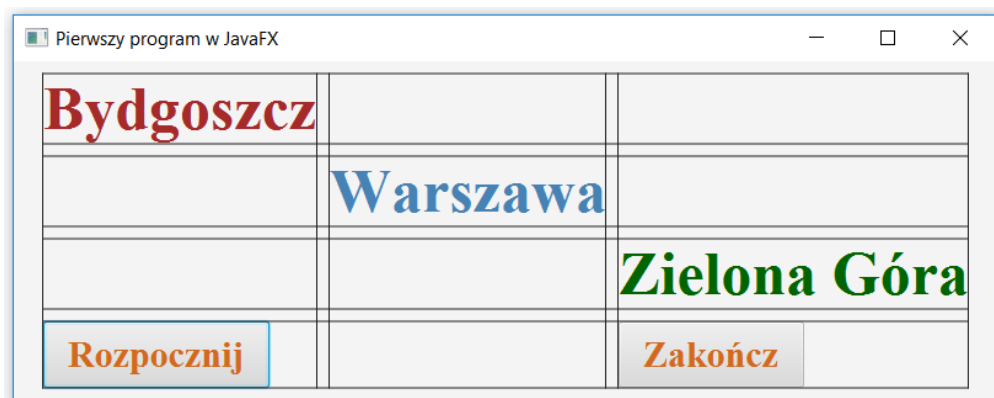 Pierwszy program w JavaFX
Bydgoszcz
Warszawa
Zielona Góra
Rozpocznij Zakończ